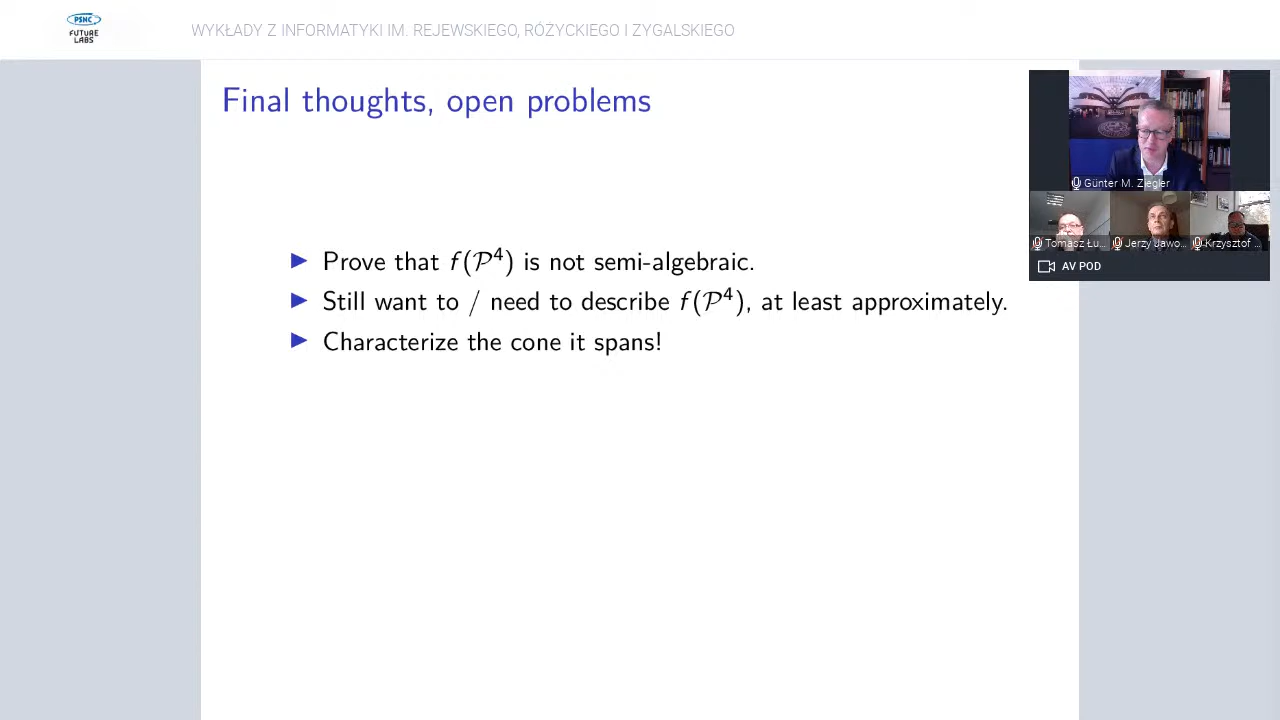 PSNC
FUTURE
LABS
WYKŁADY Z INFORMATYKI IM. REJEWSKIEGO, RÓŻYCKIEGO I ZYGALSKIEGO
Final thoughts, open problems
▶ Prove that f(𝒫⁴) is not semi-algebraic.
▶ Still want to / need to describe f(𝒫⁴), at least approximately.
▶ Characterize the cone it spans!
Günter M. Ziegler
Tomasz Łu...
Jerzy Jawo...
Krzysztof ...
AV POD